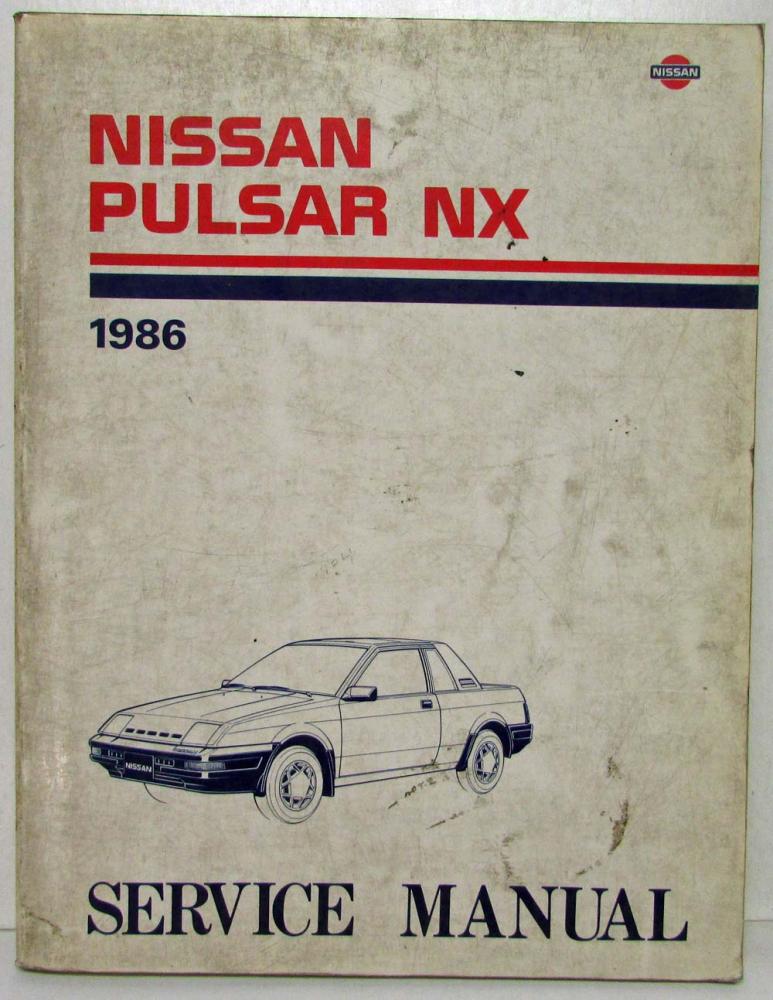 NISSAN
NISSAN
PULSAR NX
1986
NISSAN
SERVICE MANUAL